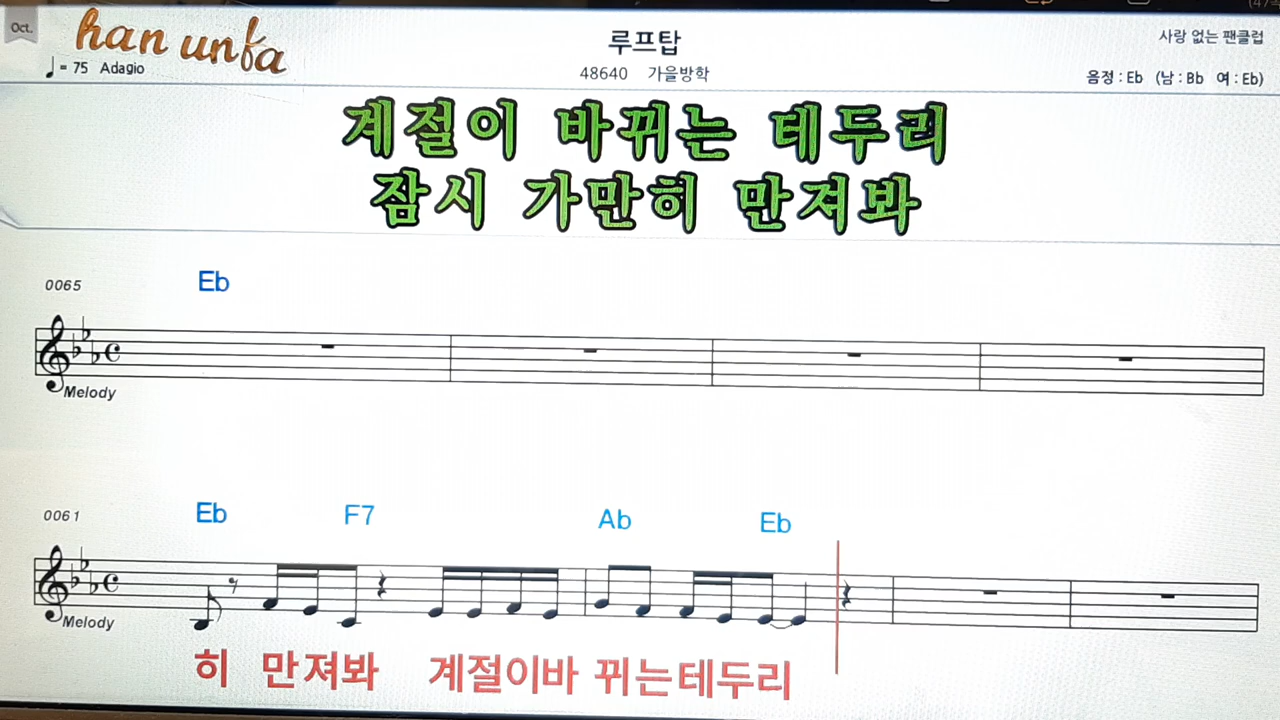 Oct.
han unfa
루프탑
사랑 없는 팬클럽
= 75 Adagio
48640 가을방학
음정 : Eb (남 : Bb 여 : Eb)
계절이 바뀌는 테두리
잠시 가만히 만져봐
0065
Eb
Melody
0061
Eb F7 Ab Eb
Melody
히 만져봐 계절이바 뀌는테두리